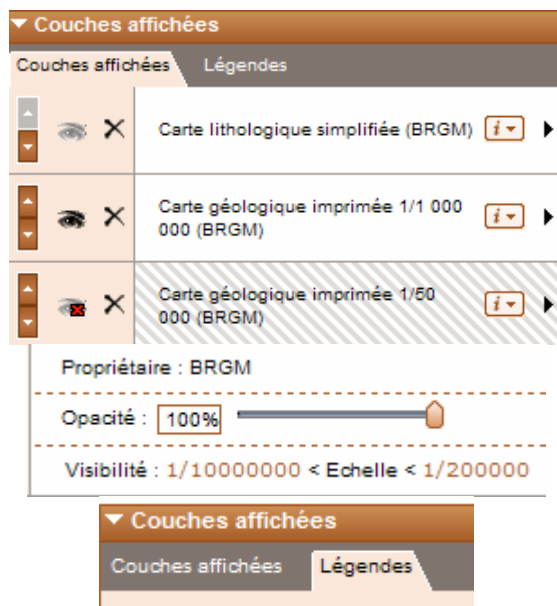 Couches affichées
Couches affichées Légendes
Carte lithologique simplifiée (BRGM) i
Carte géologique imprimée 1/1 000
000 (BRGM) i
Carte géologique imprimée 1/50
000 (BRGM) i
Propriétaire : BRGM
Opacité : 100%
Visibilité : 1/10000000 < Echelle < 1/200000
Couches affichées
Couches affichées Légendes